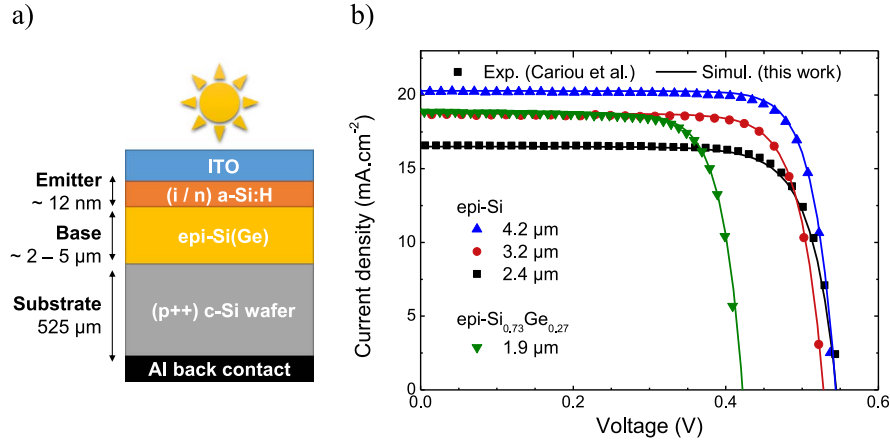 a)
ITO
Emitter
~ 12 nm
(i / n) a-Si:H
Base
~ 2 – 5 µm
epi-Si(Ge)
Substrate
525 µm
(p++) c-Si wafer
Al back contact
b)
Exp. (Cariou et al.)
Simul. (this work)
Current density (mA.cm⁻²)
20
15
10
5
0
epi-Si
4.2 µm
3.2 µm
2.4 µm
epi-Si₀.₇₃Ge₀.₂₇
1.9 µm
0.0
0.2
0.4
0.6
Voltage (V)